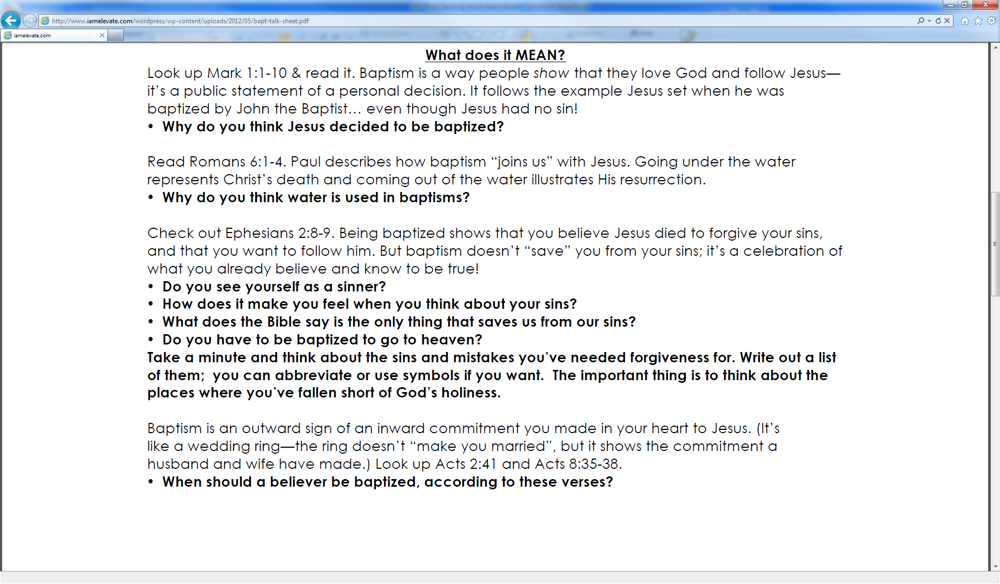 http://www.iamelevate.com/wordpress/wp-content/uploads/2012/05/bapt-talk-sheet.pdf
iamelevate.com
What does it MEAN?
Look up Mark 1:1-10 & read it. Baptism is a way people show that they love God and follow Jesus—
it’s a public statement of a personal decision. It follows the example Jesus set when he was
baptized by John the Baptist… even though Jesus had no sin!
• Why do you think Jesus decided to be baptized?
Read Romans 6:1-4. Paul describes how baptism “joins us” with Jesus. Going under the water
represents Christ’s death and coming out of the water illustrates His resurrection.
• Why do you think water is used in baptisms?
Check out Ephesians 2:8-9. Being baptized shows that you believe Jesus died to forgive your sins,
and that you want to follow him. But baptism doesn’t “save” you from your sins; it’s a celebration of
what you already believe and know to be true!
• Do you see yourself as a sinner?
• How does it make you feel when you think about your sins?
• What does the Bible say is the only thing that saves us from our sins?
• Do you have to be baptized to go to heaven?
Take a minute and think about the sins and mistakes you’ve needed forgiveness for. Write out a list
of them;  you can abbreviate or use symbols if you want.  The important thing is to think about the
places where you’ve fallen short of God’s holiness.
Baptism is an outward sign of an inward commitment you made in your heart to Jesus. (It’s
like a wedding ring—the ring doesn’t “make you married”, but it shows the commitment a
husband and wife have made.) Look up Acts 2:41 and Acts 8:35-38.
• When should a believer be baptized, according to these verses?